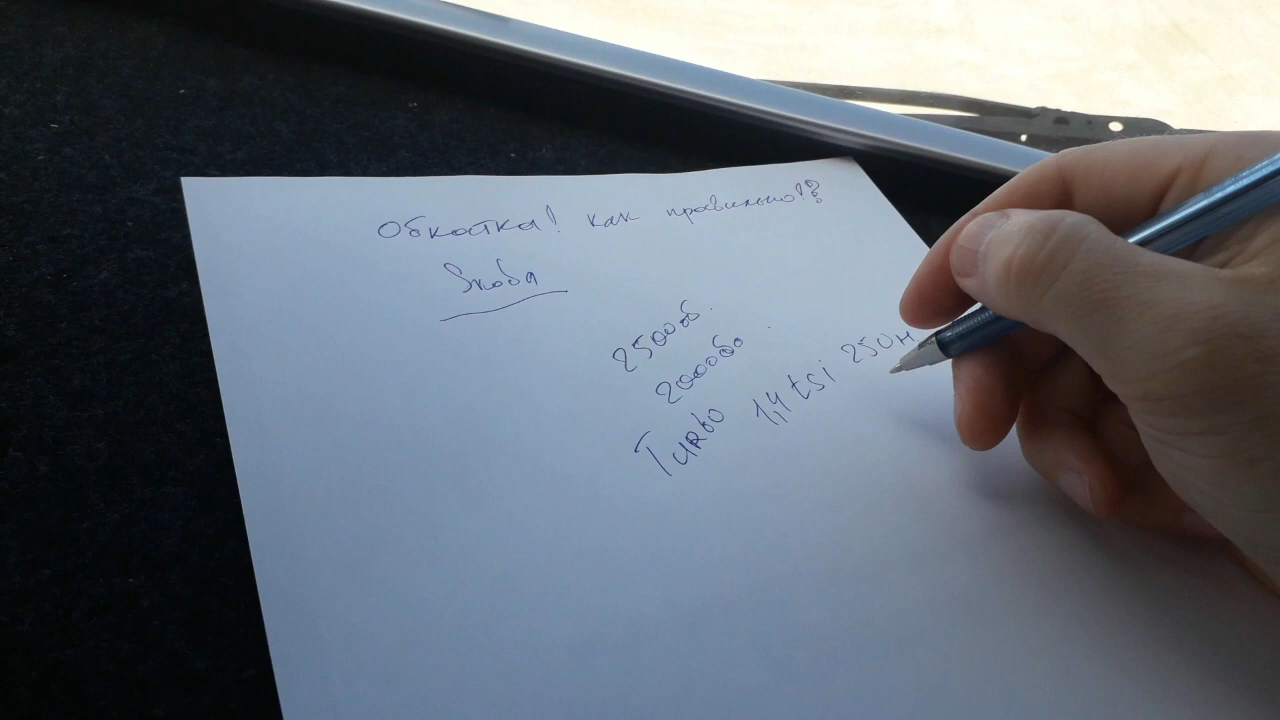 Обкатка! как правильно!?
Skoda
2500об.
2000об.
Turbo 1,4 tsi 250н